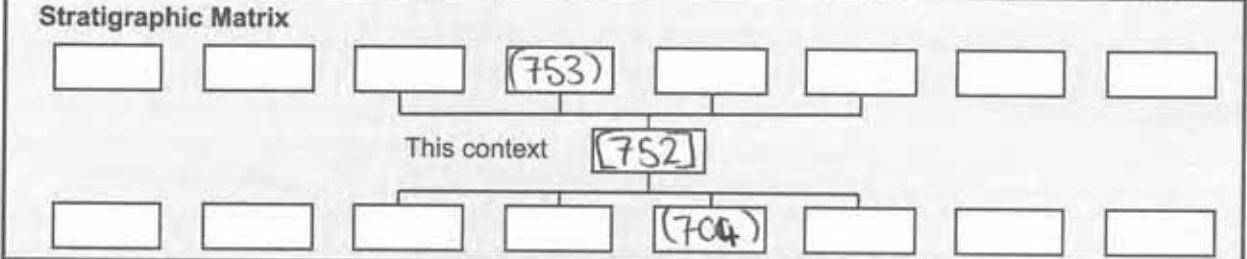 Stratigraphic Matrix
(753)
This context [752]
(704)